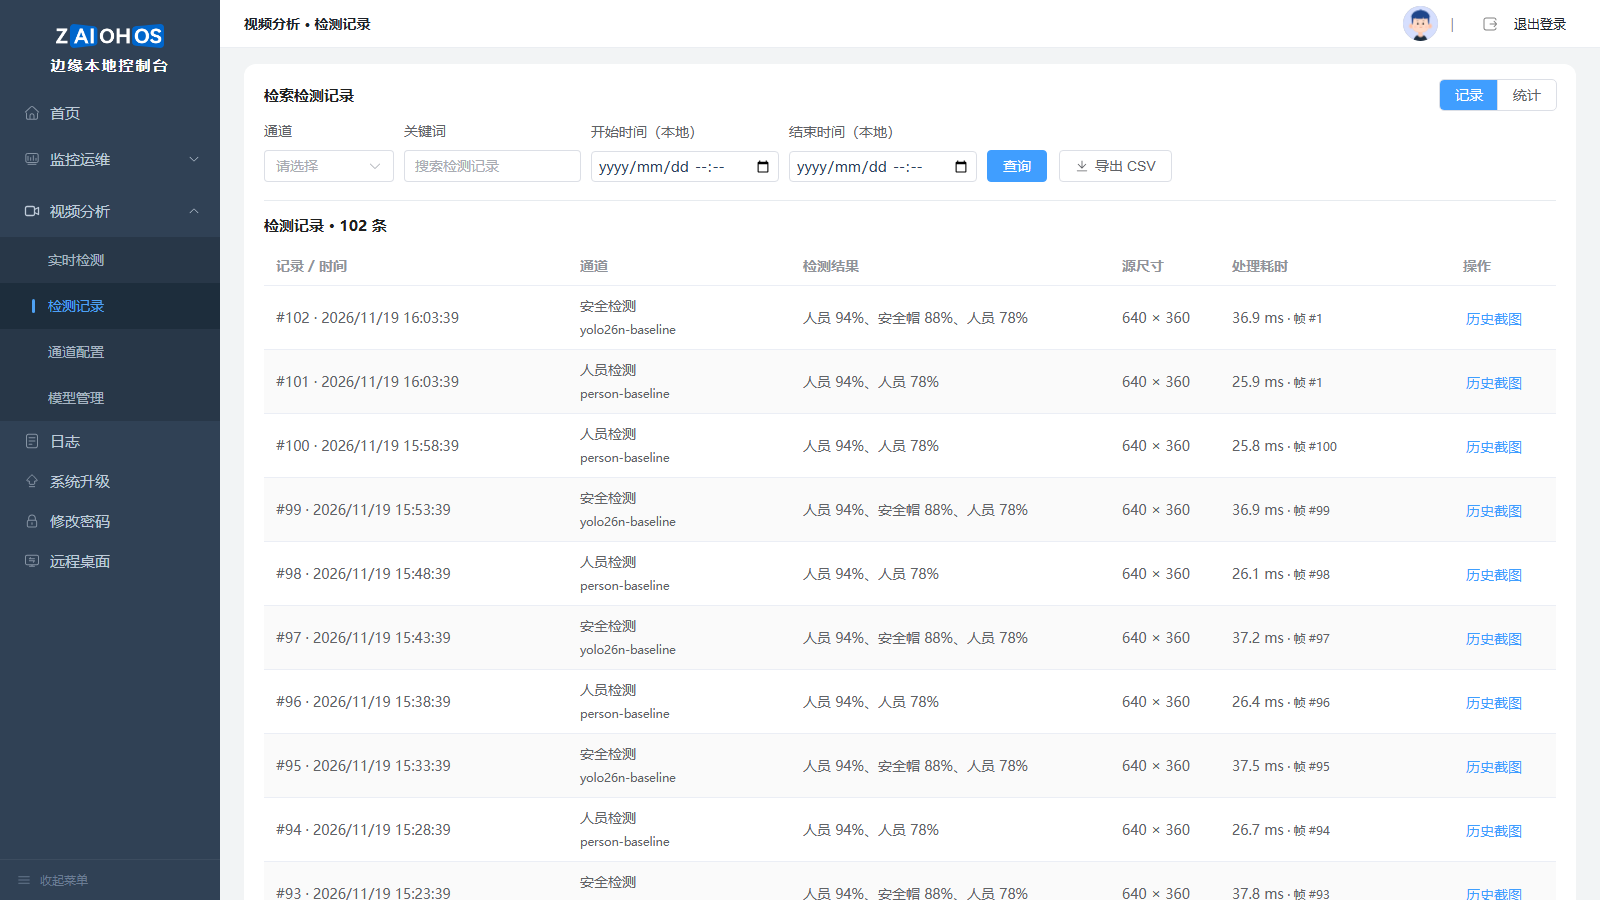 ZAIOHOS
边缘本地控制台
首页
监控运维
视频分析
实时检测
检测记录
通道配置
模型管理
日志
系统升级
修改密码
远程桌面
收起菜单
视频分析 • 检测记录
| 退出登录
检索检测记录
记录 统计
通道 关键词 开始时间（本地） 结束时间（本地）
请选择 搜索检测记录 yyyy/mm/dd --:-- yyyy/mm/dd --:-- 查询 导出 CSV
检测记录 • 102 条
记录 / 时间 通道 检测结果 源尺寸 处理耗时 操作
#102 · 2026/11/19 16:03:39 安全检测 人员 94%、安全帽 88%、人员 78% 640 × 360 36.9 ms · 帧 #1 历史截图
yolo26n-baseline
#101 · 2026/11/19 16:03:39 人员检测 人员 94%、人员 78% 640 × 360 25.9 ms · 帧 #1 历史截图
person-baseline
#100 · 2026/11/19 15:58:39 人员检测 人员 94%、人员 78% 640 × 360 25.8 ms · 帧 #100 历史截图
person-baseline
#99 · 2026/11/19 15:53:39 安全检测 人员 94%、安全帽 88%、人员 78% 640 × 360 36.9 ms · 帧 #99 历史截图
yolo26n-baseline
#98 · 2026/11/19 15:48:39 人员检测 人员 94%、人员 78% 640 × 360 26.1 ms · 帧 #98 历史截图
person-baseline
#97 · 2026/11/19 15:43:39 安全检测 人员 94%、安全帽 88%、人员 78% 640 × 360 37.2 ms · 帧 #97 历史截图
yolo26n-baseline
#96 · 2026/11/19 15:38:39 人员检测 人员 94%、人员 78% 640 × 360 26.4 ms · 帧 #96 历史截图
person-baseline
#95 · 2026/11/19 15:33:39 安全检测 人员 94%、安全帽 88%、人员 78% 640 × 360 37.5 ms · 帧 #95 历史截图
yolo26n-baseline
#94 · 2026/11/19 15:28:39 人员检测 人员 94%、人员 78% 640 × 360 26.7 ms · 帧 #94 历史截图
person-baseline
#93 · 2026/11/19 15:23:39 安全检测 人员 94%、安全帽 88%、人员 78% 640 × 360 37.8 ms · 帧 #93 历史截图